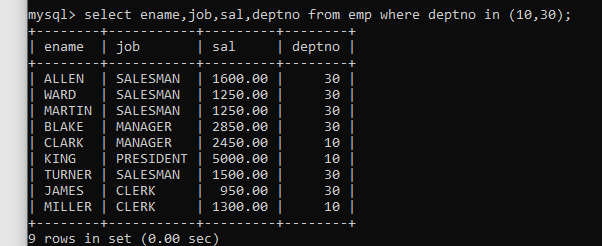 mysql> select ename,job,sal,deptno from emp where deptno in (10,30);
+--------+-----------+---------+--------+
| ename  | job       | sal     | deptno |
+--------+-----------+---------+--------+
| ALLEN  | SALESMAN  | 1600.00 |     30 |
| WARD   | SALESMAN  | 1250.00 |     30 |
| MARTIN | SALESMAN  | 1250.00 |     30 |
| BLAKE  | MANAGER   | 2850.00 |     30 |
| CLARK  | MANAGER   | 2450.00 |     10 |
| KING   | PRESIDENT | 5000.00 |     10 |
| TURNER | SALESMAN  | 1500.00 |     30 |
| JAMES  | CLERK     |  950.00 |     30 |
| MILLER | CLERK     | 1300.00 |     10 |
+--------+-----------+---------+--------+
9 rows in set (0.00 sec)